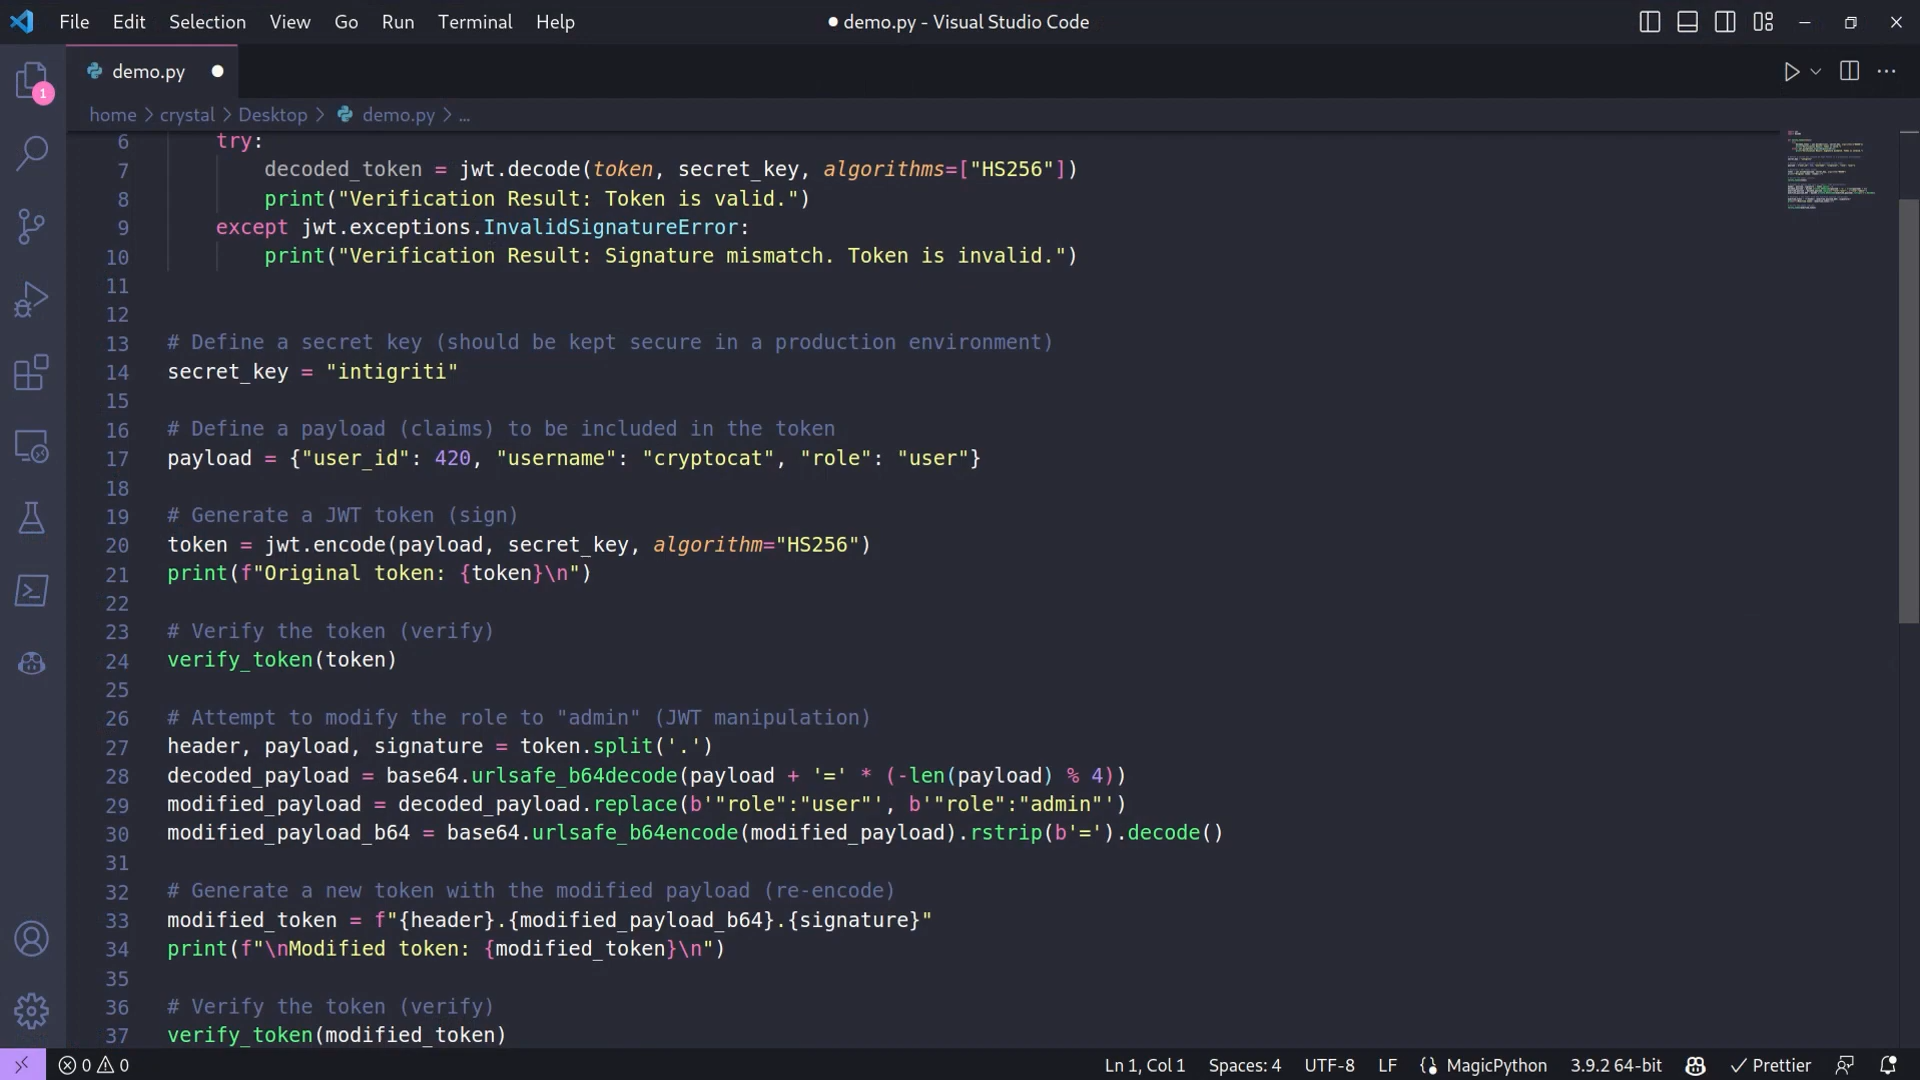 File Edit Selection View Go Run Terminal Help
● demo.py - Visual Studio Code
demo.py
1
home > crystal > Desktop > demo.py > ...
6 try:
7 decoded_token = jwt.decode(token, secret_key, algorithms=["HS256"])
8 print("Verification Result: Token is valid.")
9 except jwt.exceptions.InvalidSignatureError:
10 print("Verification Result: Signature mismatch. Token is invalid.")
11
12
13 # Define a secret key (should be kept secure in a production environment)
14 secret_key = "intigriti"
15
16 # Define a payload (claims) to be included in the token
17 payload = {"user_id": 420, "username": "cryptocat", "role": "user"}
18
19 # Generate a JWT token (sign)
20 token = jwt.encode(payload, secret_key, algorithm="HS256")
21 print(f"Original token: {token}\n")
22
23 # Verify the token (verify)
24 verify_token(token)
25
26 # Attempt to modify the role to "admin" (JWT manipulation)
27 header, payload, signature = token.split('.')
28 decoded_payload = base64.urlsafe_b64decode(payload + '=' * (-len(payload) % 4))
29 modified_payload = decoded_payload.replace(b'"role":"user"', b'"role":"admin"')
30 modified_payload_b64 = base64.urlsafe_b64encode(modified_payload).rstrip(b'=').decode()
31
32 # Generate a new token with the modified payload (re-encode)
33 modified_token = f"{header}.{modified_payload_b64}.{signature}"
34 print(f"\nModified token: {modified_token}\n")
35
36 # Verify the token (verify)
37 verify_token(modified_token)
0 0
Ln 1, Col 1 Spaces: 4 UTF-8 LF MagicPython 3.9.2 64-bit Prettier